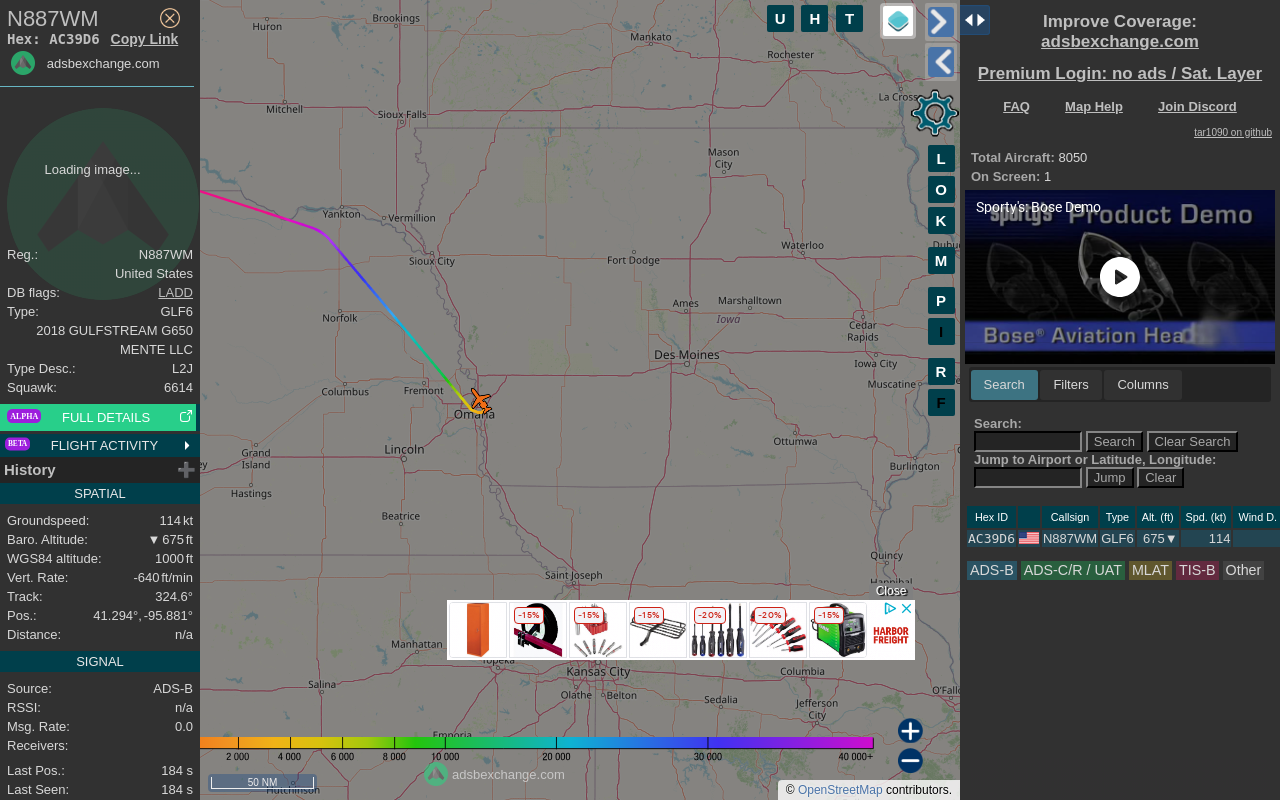 N887WM
Hex: AC39D6 Copy Link
adsbexchange.com
Loading image...
Reg.: N887WM
United States
DB flags: LADD
Type: GLF6
2018 GULFSTREAM G650
MENTE LLC
Type Desc.: L2J
Squawk: 6614
ALPHA FULL DETAILS
BETA FLIGHT ACTIVITY
History
SPATIAL
Groundspeed: 114 kt
Baro. Altitude: ▼ 675 ft
WGS84 altitude: 1000 ft
Vert. Rate: -640 ft/min
Track: 324.6°
Pos.: 41.294°, -95.881°
Distance: n/a
SIGNAL
Source: ADS-B
RSSI: n/a
Msg. Rate: 0.0
Receivers:
Last Pos.: 184 s
Last Seen: 184 s
Huron
Brookings
Mankato
Rochester
La Crosse
Mitchell
Sioux Falls
Mason
City
Yankton
Vermillion
Sioux City
Fort Dodge
Waterloo
Dubu
Ames
Marshalltown
Norfolk
Iowa
Cedar
Rapids
Des Moines
Iowa City
Columbus
Fremont
Muscatine
Omaha
Grand
Island
Lincoln
Ottumwa
Burlington
ey
Hastings
Beatrice
Quincy
Saint Joseph
Hannibal
Manhattan
Topeka
Kansas City
Columbia
Salina
Olathe
Belton
Sedalia
Jefferson
City
O'Fallo
Emporia
Hutchinson
U H T
L
O
K
M
P
I
R
F
Close
-15%
-15%
-15%
-20%
-20%
-15%
HARBOR
FREIGHT
2 000 4 000 6 000 8 000 10 000 20 000 30 000 40 000+
adsbexchange.com
50 NM
© OpenStreetMap contributors.
Improve Coverage:
adsbexchange.com
Premium Login: no ads / Sat. Layer
FAQ Map Help Join Discord
tar1090 on github
Total Aircraft: 8050
On Screen: 1
Sporty's: Bose Demo
sporty's Product Demo
Bose® Aviation Head
Search Filters Columns
Search:
Search Clear Search
Jump to Airport or Latitude, Longitude:
Jump Clear
Hex ID Callsign Type Alt. (ft) Spd. (kt) Wind D.
AC39D6 N887WM GLF6 675▼ 114
ADS-B ADS-C/R / UAT MLAT TIS-B Other